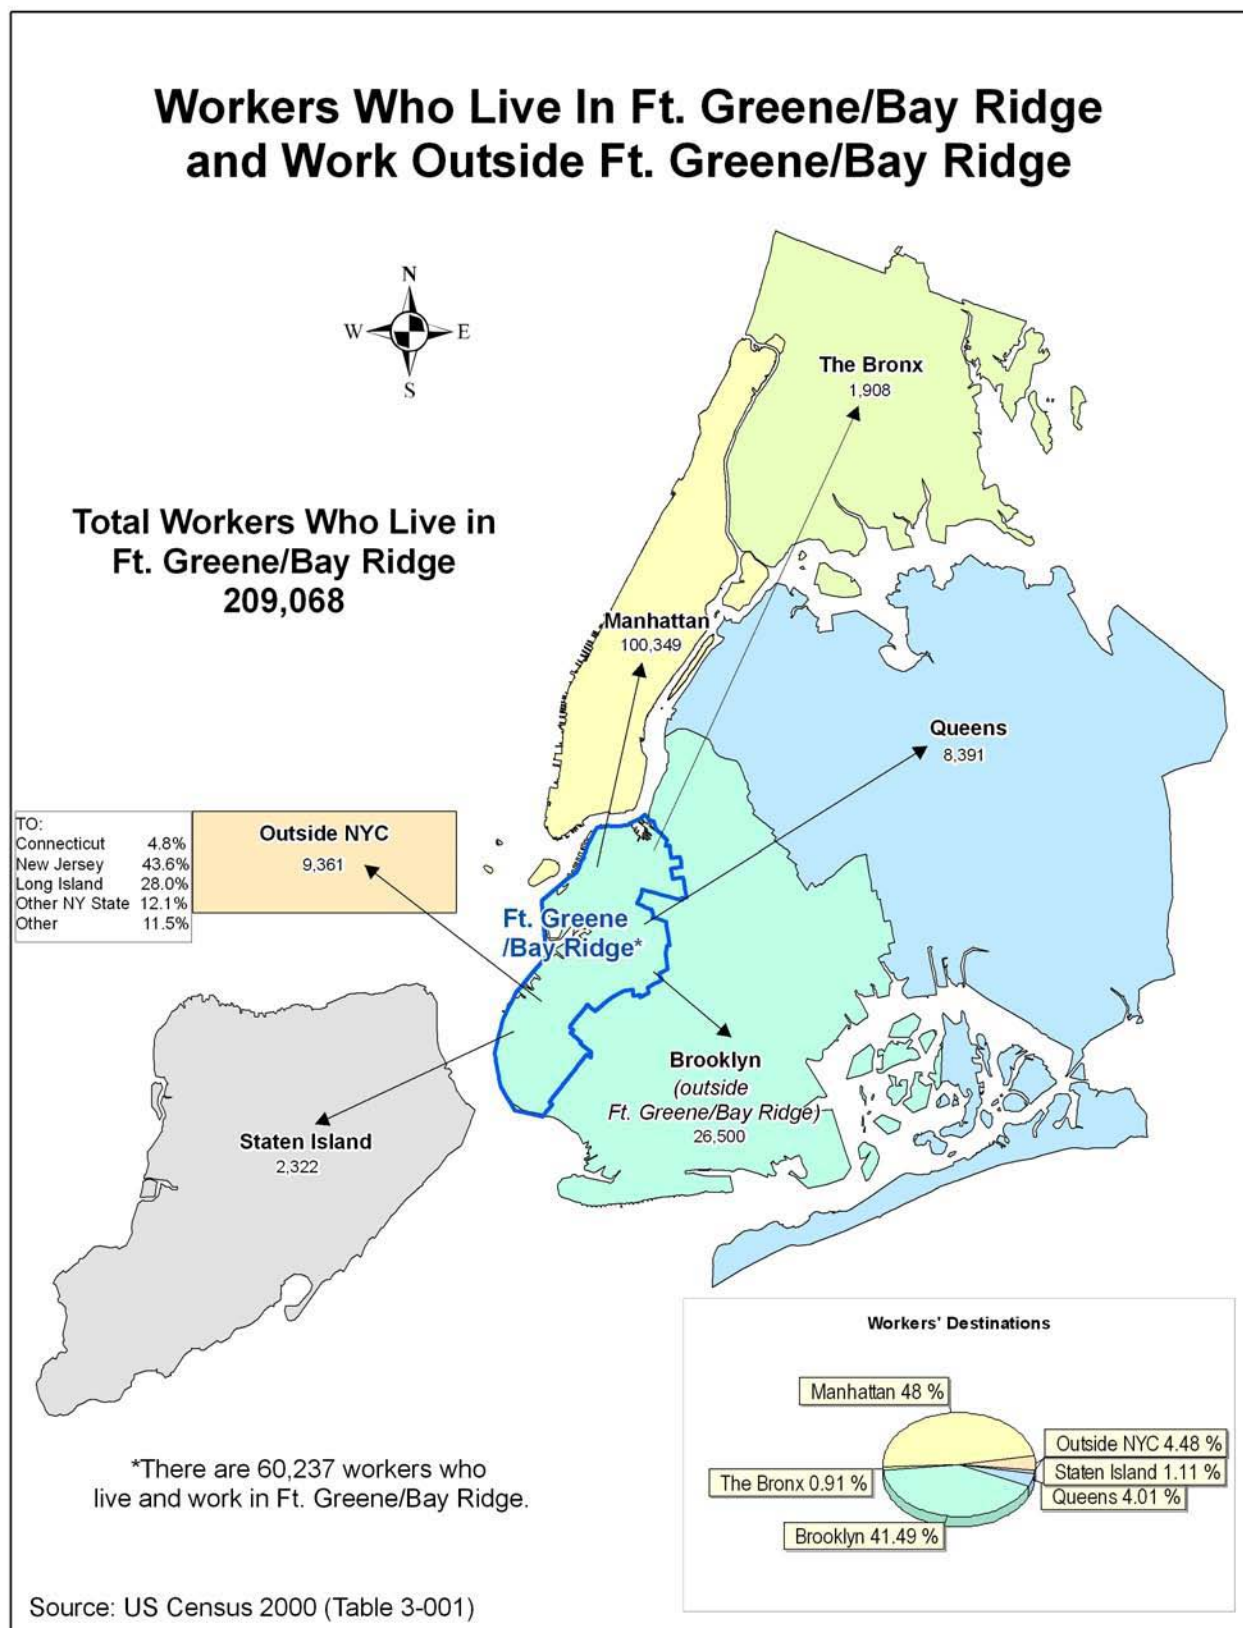 Workers Who Live In Ft. Greene/Bay Ridge
and Work Outside Ft. Greene/Bay Ridge
N
W E
S
The Bronx
1,908
Total Workers Who Live in
Ft. Greene/Bay Ridge
209,068
Manhattan
100,349
Queens
8,391
TO:
Connecticut 4.8%
New Jersey 43.6%
Long Island 28.0%
Other NY State 12.1%
Other 11.5%
Outside NYC
9,361
Ft. Greene
/Bay Ridge*
Brooklyn
(outside
Ft. Greene/Bay Ridge)
26,500
Staten Island
2,322
Workers' Destinations
Manhattan 48 %
Outside NYC 4.48 %
Staten Island 1.11 %
The Bronx 0.91 %
Queens 4.01 %
Brooklyn 41.49 %
*There are 60,237 workers who
live and work in Ft. Greene/Bay Ridge.
Source: US Census 2000 (Table 3-001)